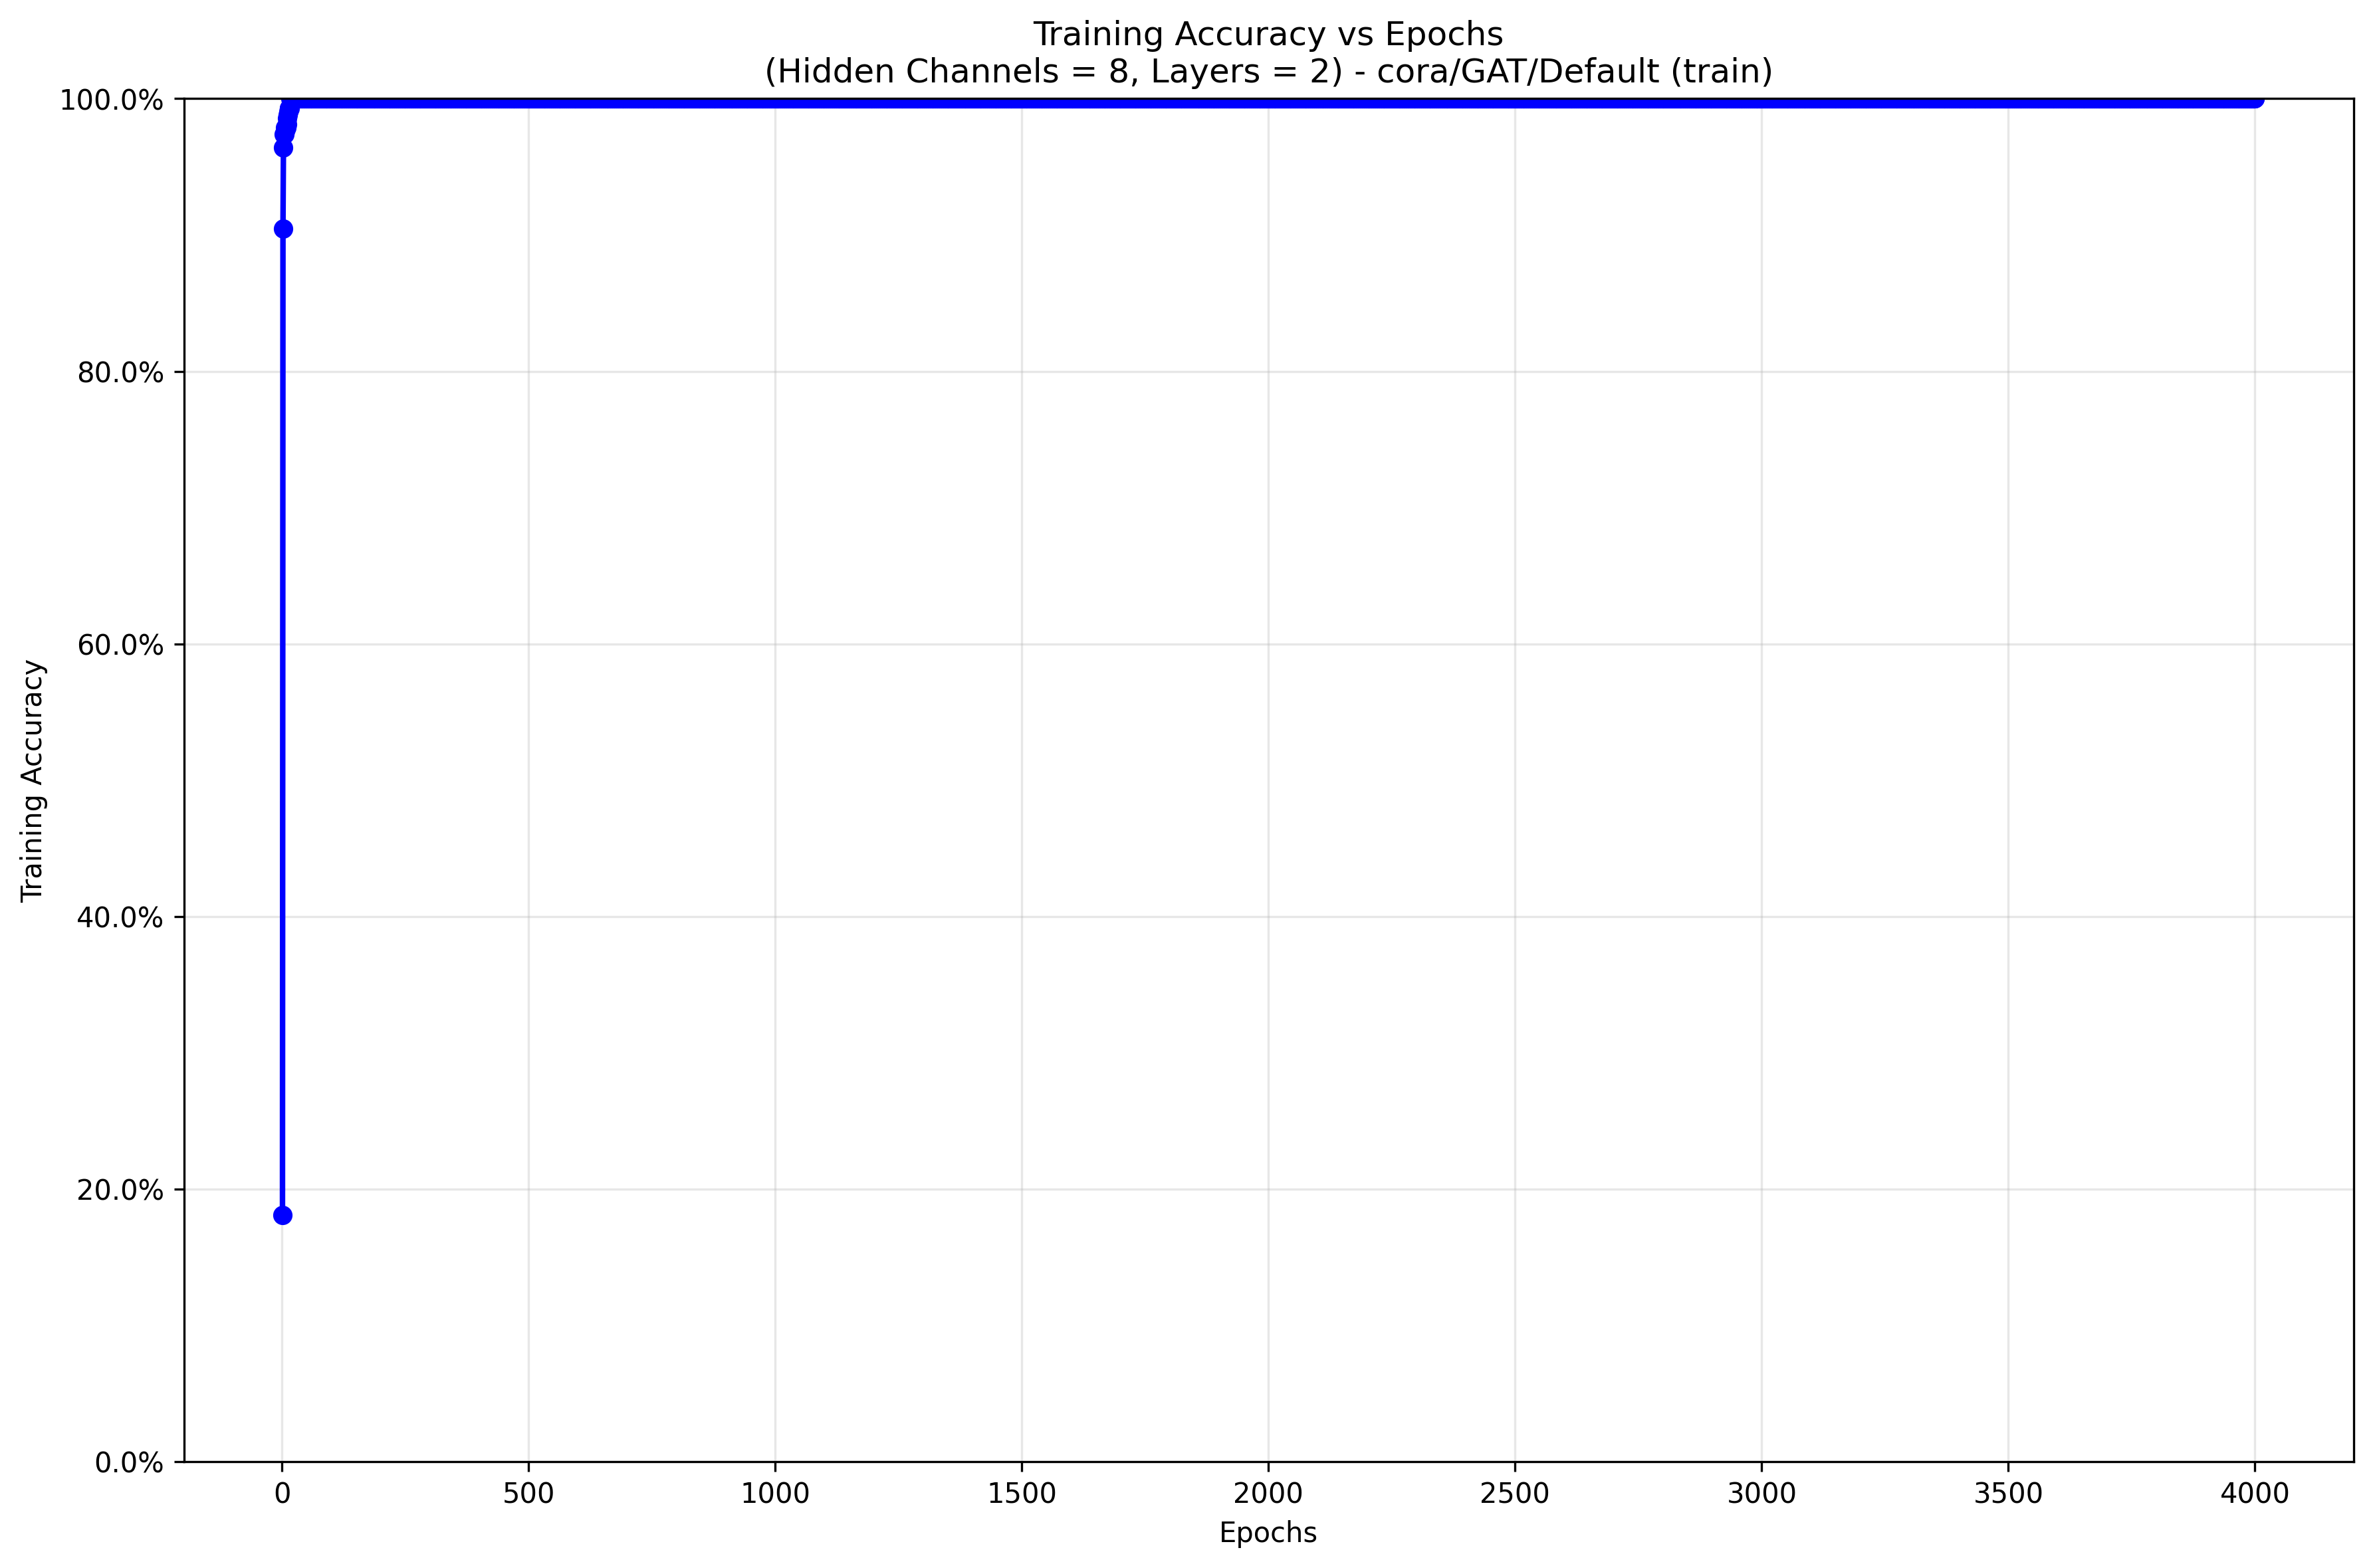 Training Accuracy vs Epochs
(Hidden Channels = 8, Layers = 2) - cora/GAT/Default (train)
100.0%
80.0%
60.0%
40.0%
20.0%
0.0%
Training Accuracy
0 500 1000 1500 2000 2500 3000 3500 4000
Epochs